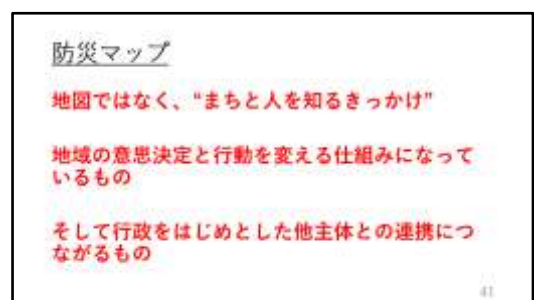 防災マップ
地図ではなく、“まちと人を知るきっかけ”
地域の意思決定と行動を変える仕組みになって
いるもの
そして行政をはじめとした他主体との連携につ
ながるもの
41